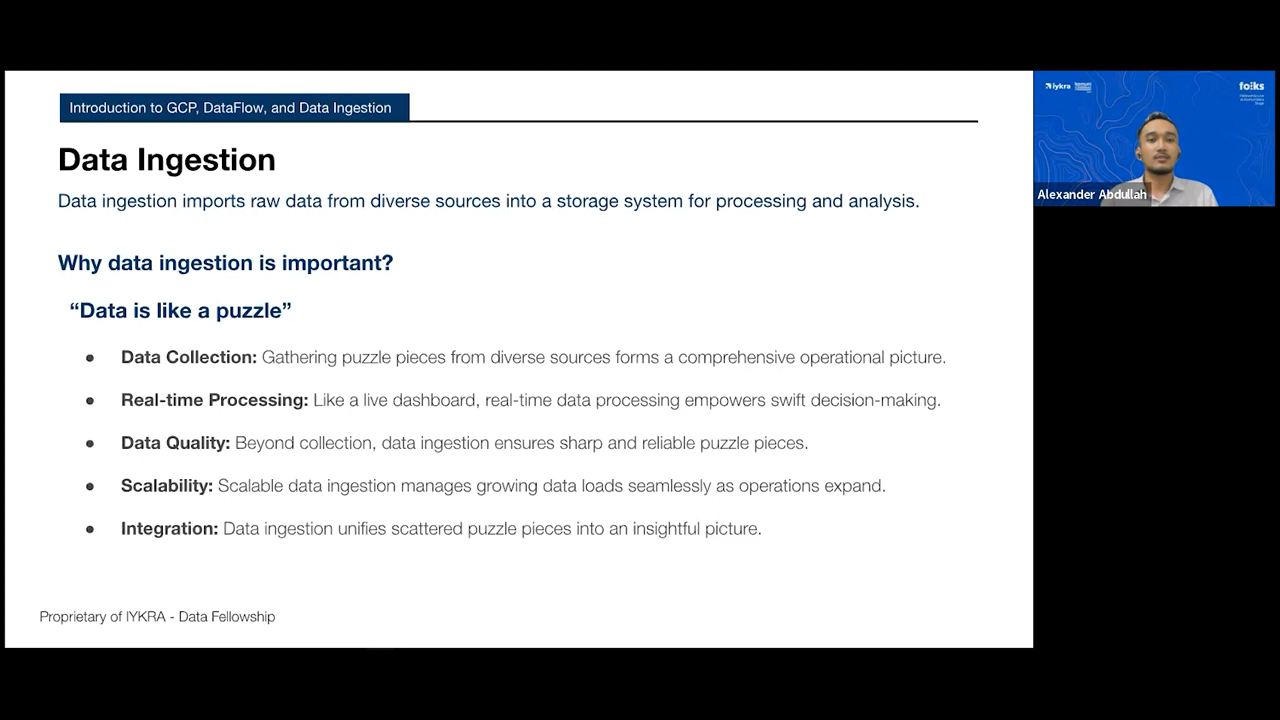 Introduction to GCP, DataFlow, and Data Ingestion
Data Ingestion
Data ingestion imports raw data from diverse sources into a storage system for processing and analysis.
Why data ingestion is important?
“Data is like a puzzle”
● Data Collection: Gathering puzzle pieces from diverse sources forms a comprehensive operational picture.
● Real-time Processing: Like a live dashboard, real-time data processing empowers swift decision-making.
● Data Quality: Beyond collection, data ingestion ensures sharp and reliable puzzle pieces.
● Scalability: Scalable data ingestion manages growing data loads seamlessly as operations expand.
● Integration: Data ingestion unifies scattered puzzle pieces into an insightful picture.
Proprietary of IYKRA - Data Fellowship
iykra
fo:ks
Alexander Abdullah